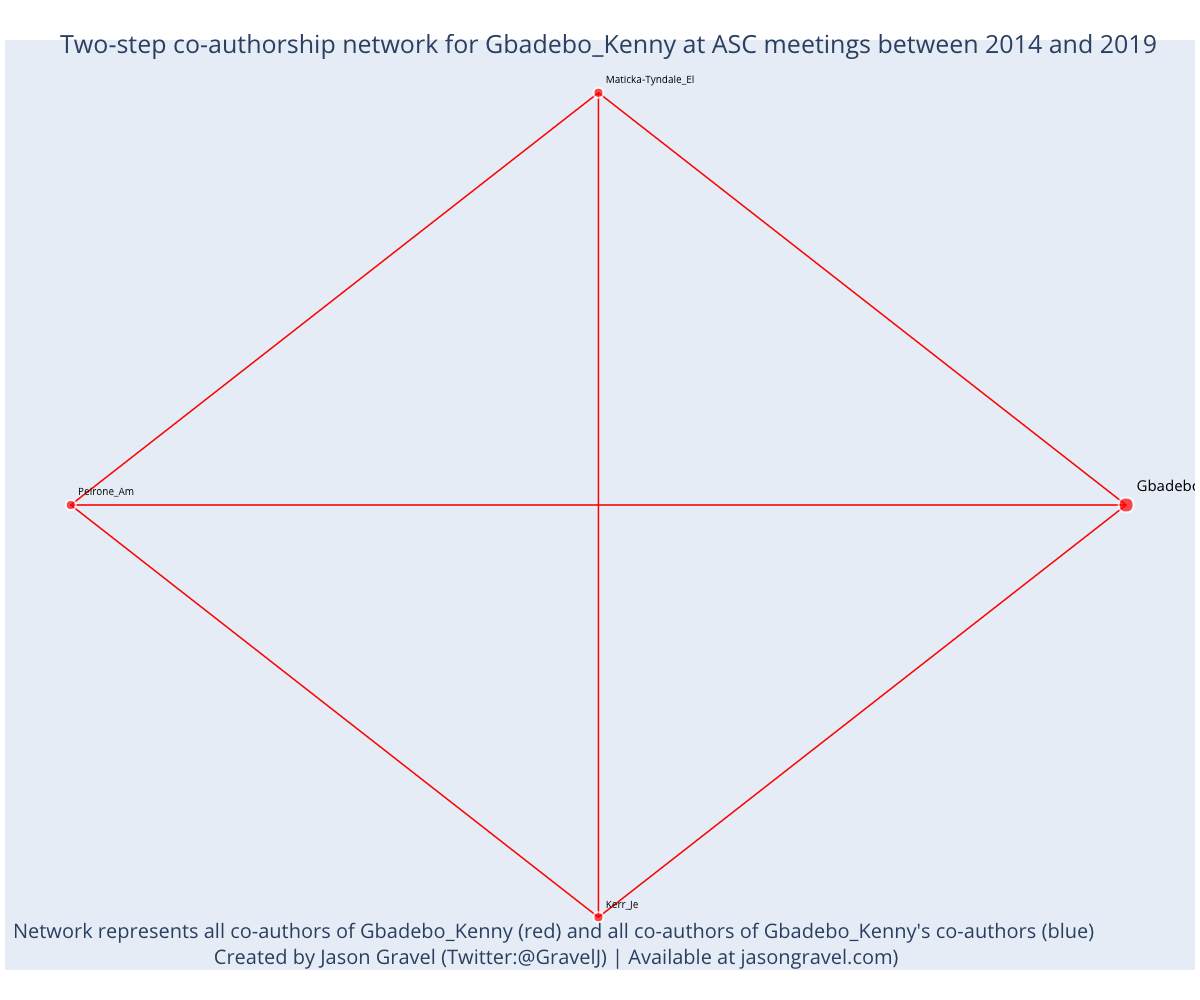 Two-step co-authorship network for Gbadebo_Kenny at ASC meetings between 2014 and 2019
Maticka-Tyndale_El
Gbadebo
Peirone_Am
Kerr_Je
Network represents all co-authors of Gbadebo_Kenny (red) and all co-authors of Gbadebo_Kenny's co-authors (blue)
Created by Jason Gravel (Twitter:@GravelJ) | Available at jasongravel.com)